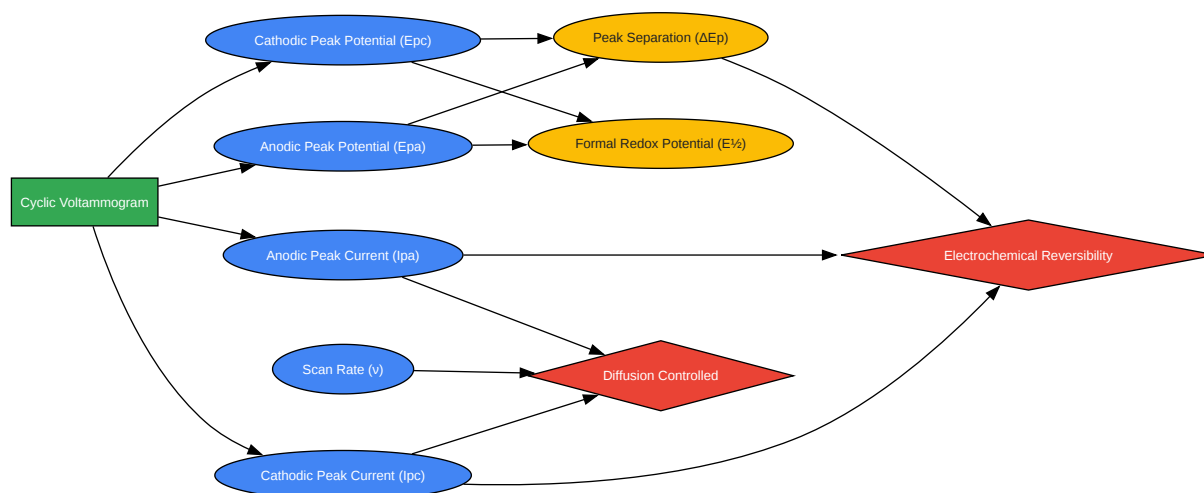 Cathodic Peak Potential (Epc)
Peak Separation (ΔEp)
Anodic Peak Potential (Epa)
Formal Redox Potential (E½)
Cyclic Voltammogram
Anodic Peak Current (Ipa)
Electrochemical Reversibility
Scan Rate (ν)
Diffusion Controlled
Cathodic Peak Current (Ipc)